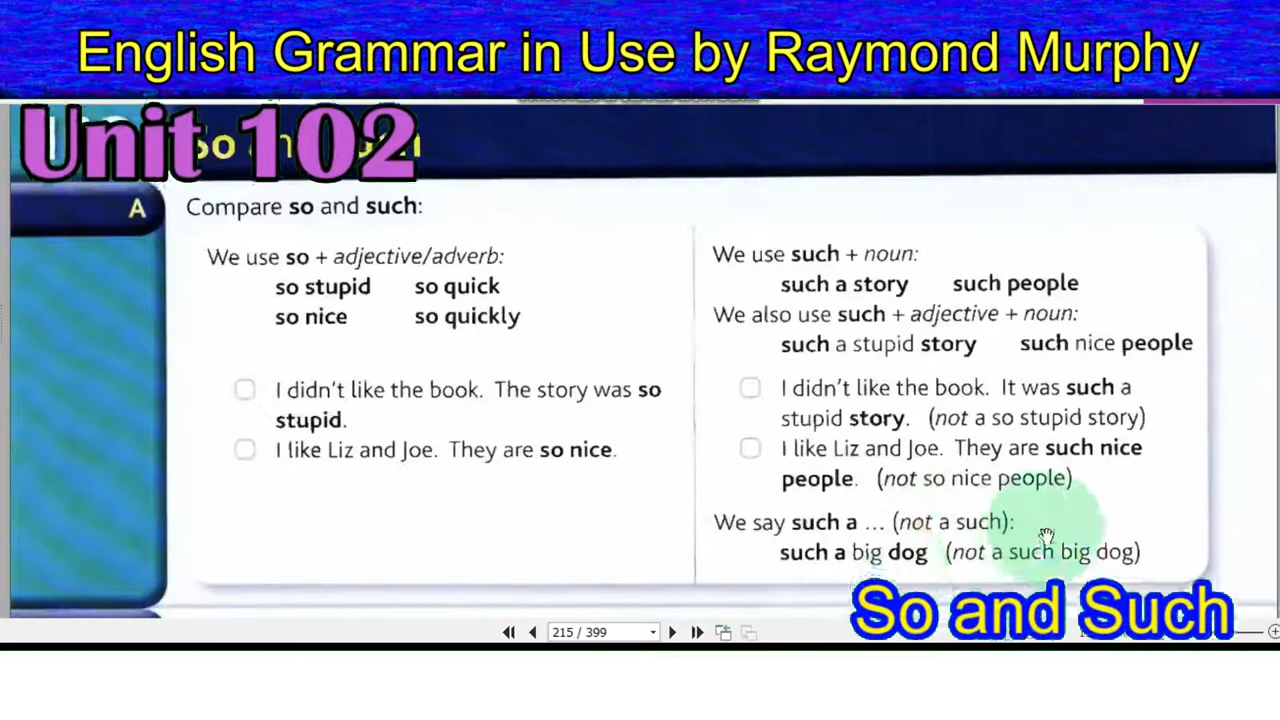 English Grammar in Use by Raymond Murphy
Unit 102
So
A
Compare so and such:
We use so + adjective/adverb:
so stupid so quick
so nice so quickly
I didn't like the book. The story was so
stupid.
I like Liz and Joe. They are so nice.
We use such + noun:
such a story such people
We also use such + adjective + noun:
such a stupid story such nice people
I didn't like the book. It was such a
stupid story. (not a so stupid story)
I like Liz and Joe. They are such nice
people. (not so nice people)
We say such a … (not a such):
such a big dog (not a such big dog)
So and Such
215 / 399